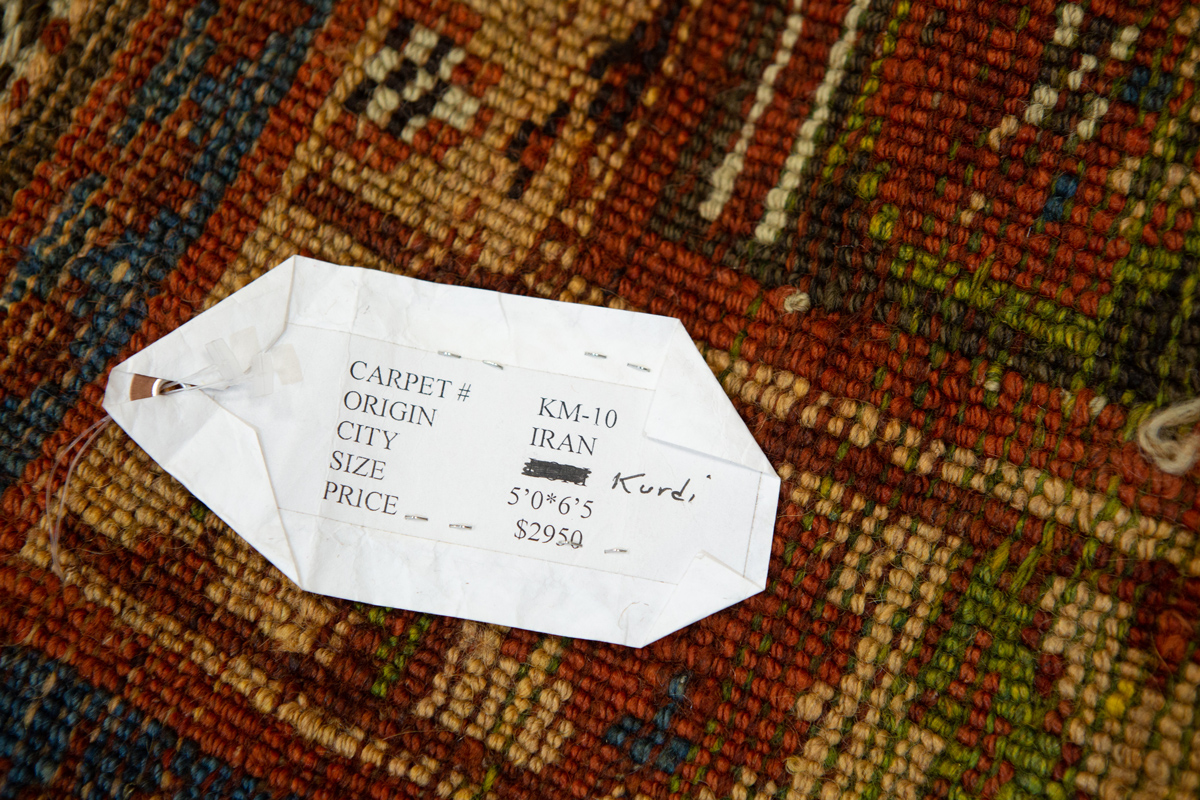 CARPET # KM-10
ORIGIN IRAN
CITY Kurdi
SIZE 5'0*6'5
PRICE $2950